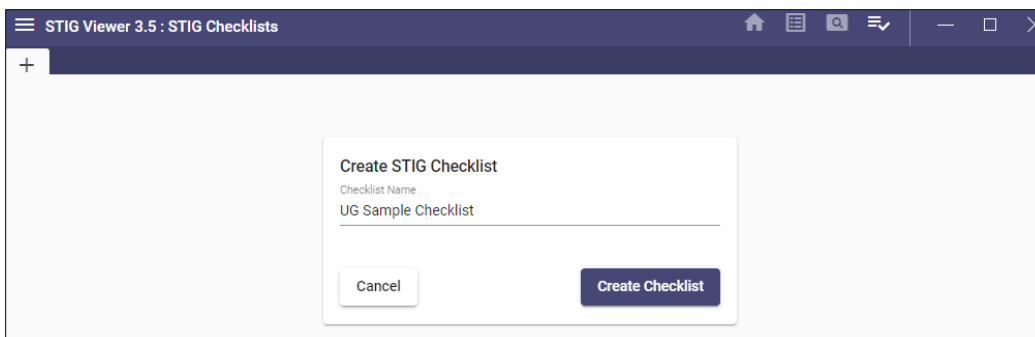 STIG Viewer 3.5 : STIG Checklists
+
Create STIG Checklist
Checklist Name
UG Sample Checklist
Cancel
Create Checklist